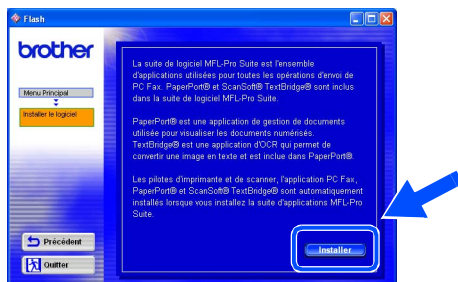 Flash
brother
Menu Principal
Installer le logiciel
La suite de logiciel MFL-Pro Suite est l'ensemble
d'applications utilisées pour toutes les opérations d'envoi de
PC Fax. PaperPort® et ScanSoft® TextBridge® sont inclus
dans la suite de logiciel MFL-Pro Suite.
PaperPort® est une application de gestion de documents
utilisée pour visualiser les documents numérisés.
TextBridge® est une application d'OCR qui permet de
convertir une image en texte et est incluse dans PaperPort®.
Les pilotes d'imprimante et de scanner, l'application PC Fax,
PaperPort® et ScanSoft® TextBridge® sont automatiquement
installés lorsque vous installez la suite d'applications MFL-Pro
Suite.
Précédent
Quitter
Installer